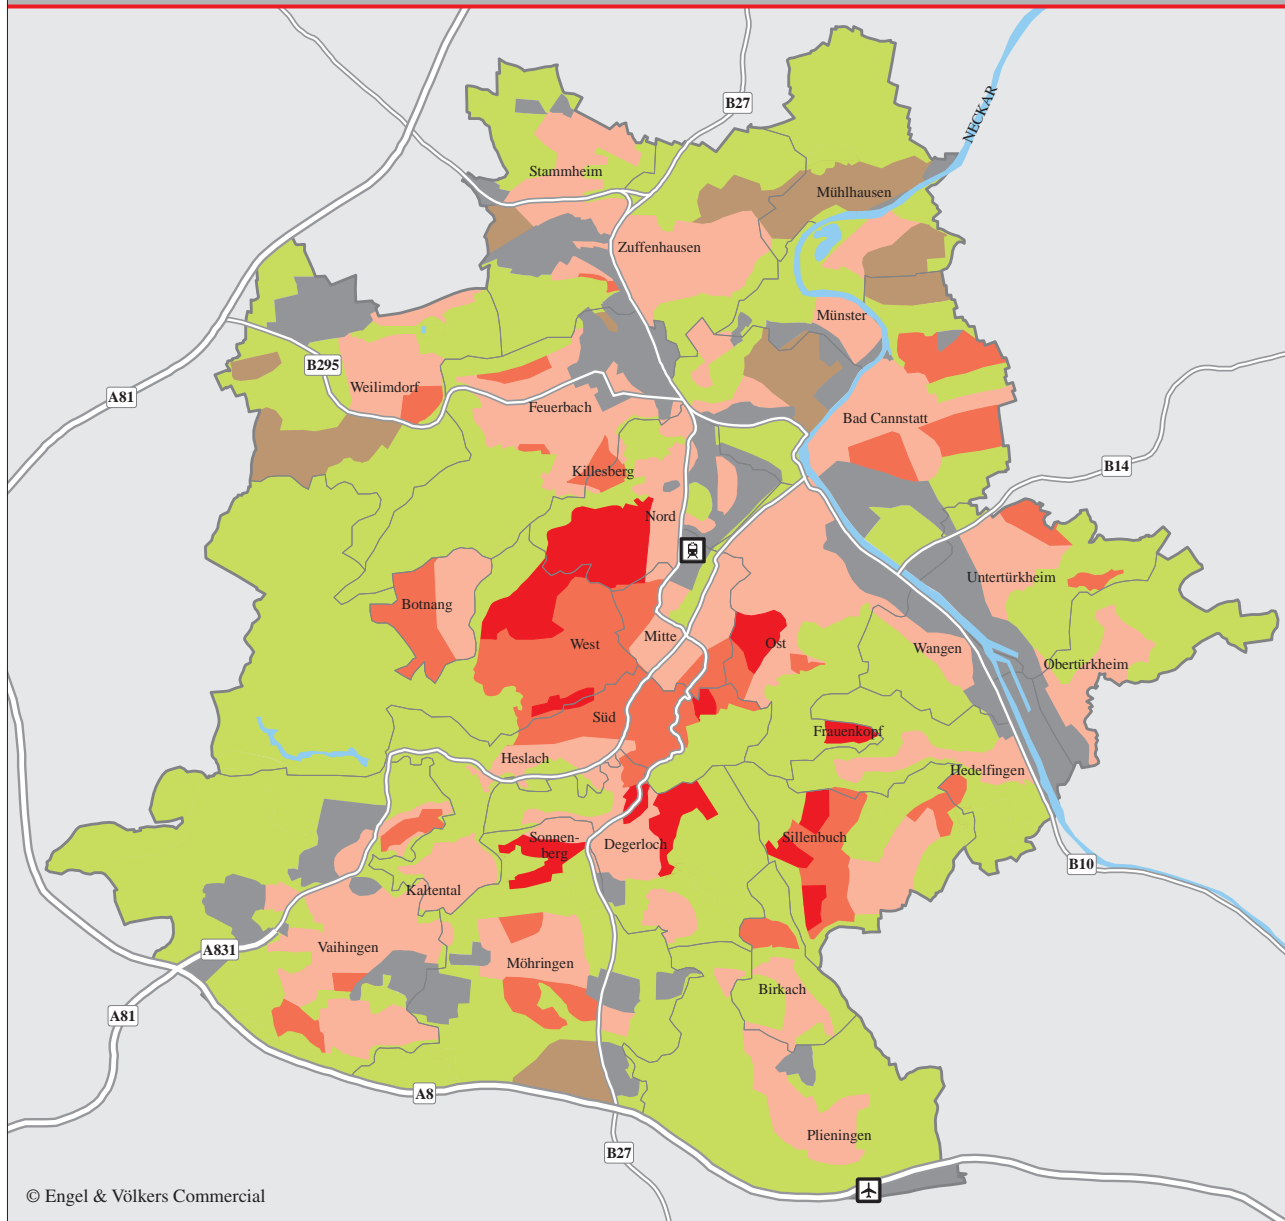 B27
NECKAR
Stammheim
Mühlhausen
Zuffenhausen
Münster
B295
Weilimdorf
A81
Feuerbach
Bad Cannstatt
B14
Killesberg
Nord
Untertürkheim
Botnang
West
Mitte
Ost
Wangen
Obertürkheim
Süd
Frauenkopf
Heslach
Hedelfingen
Sonnen-
berg
Degerloch
Sillenbuch
B10
Kaltental
A831
Vaihingen
Möhringen
Birkach
A81
A8
Plieningen
B27
© Engel & Völkers Commercial